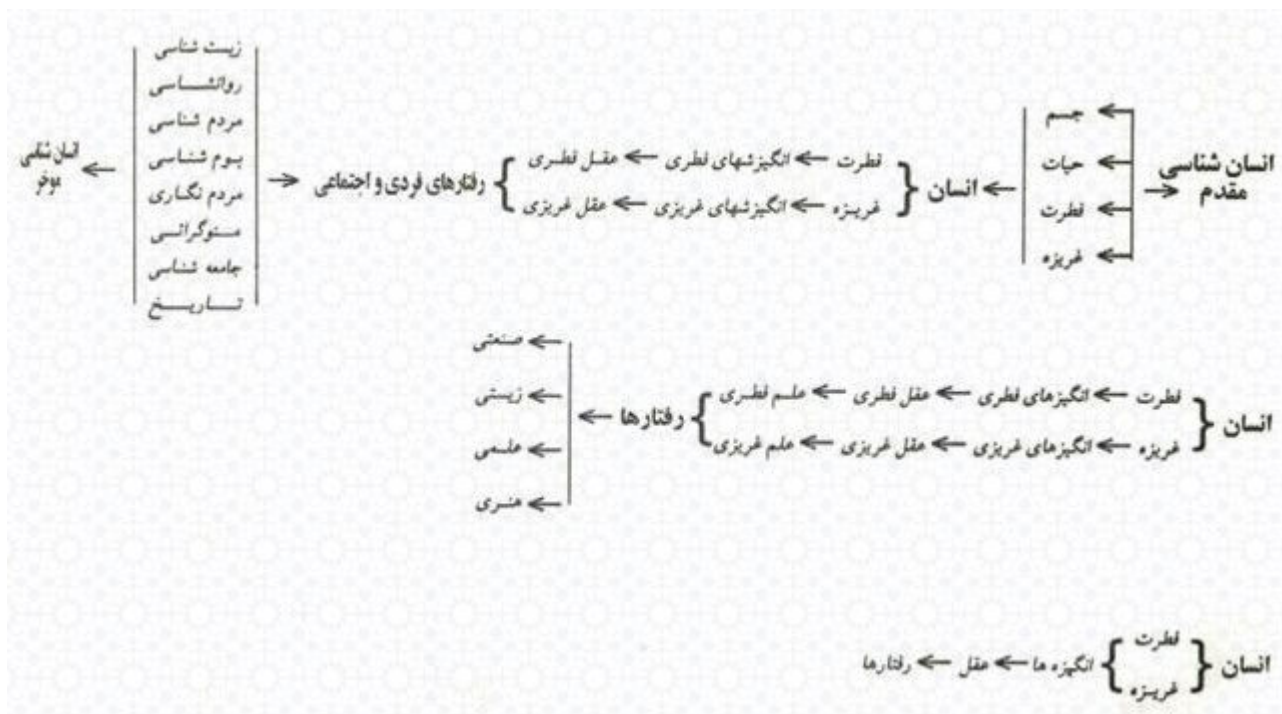 انسان شناسی
مقدم
جسم
حیات
فطرت
غریزه
انسان
فطرت ← انگیزشهای فطری ← عقل فطری
غریزه ← انگیزشهای غریزی ← عقل غریزی
رفتارهای فردی و اجتماعی
زیست شناسی
روانشناسی
مردم شناسی
بوم شناسی
مردم نگاری
منوگرافی
جامعه شناسی
تاریخ
انسان شناسی
موخر
انسان
فطرت ← انگیزهای فطری ← عقل فطری ← علم فطری
غریزه ← انگیزهای غریزی ← عقل غریزی ← علم غریزی
رفتارها
صنعتی
زیستی
علمی
هنری
انسان
فطرت
غریزه
انگیزه ها ← عقل ← رفتارها